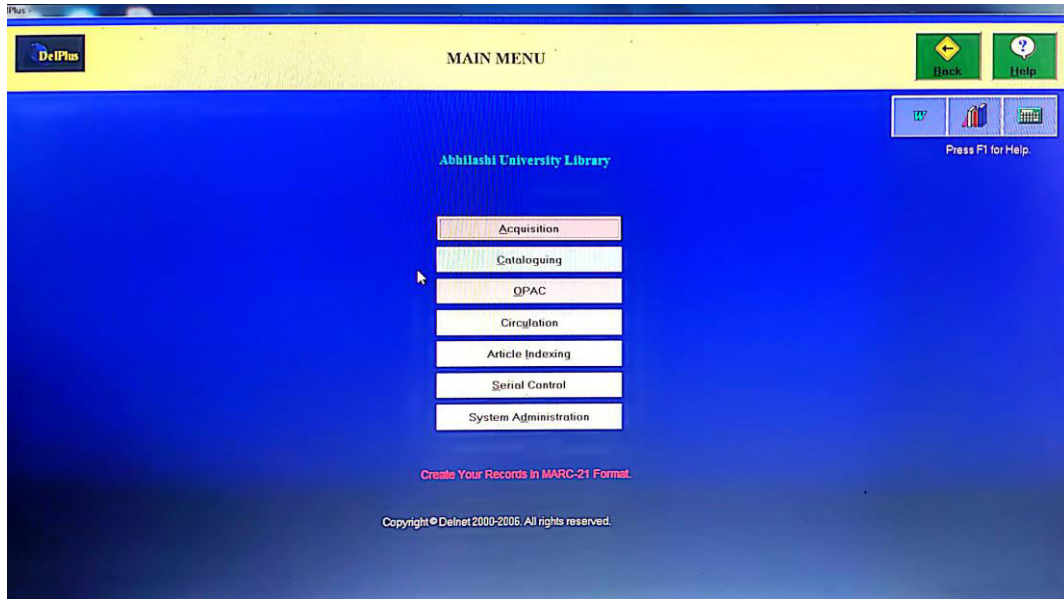 Plus
DelPlus
MAIN MENU
Back
Help
W
Press F1 for Help.
Abhilashi University Library
Acquisition
Cataloguing
OPAC
Circulation
Article Indexing
Serial Control
System Administration
Create Your Records in MARC-21 Format.
Copyright © Delnet 2000-2006. All rights reserved.